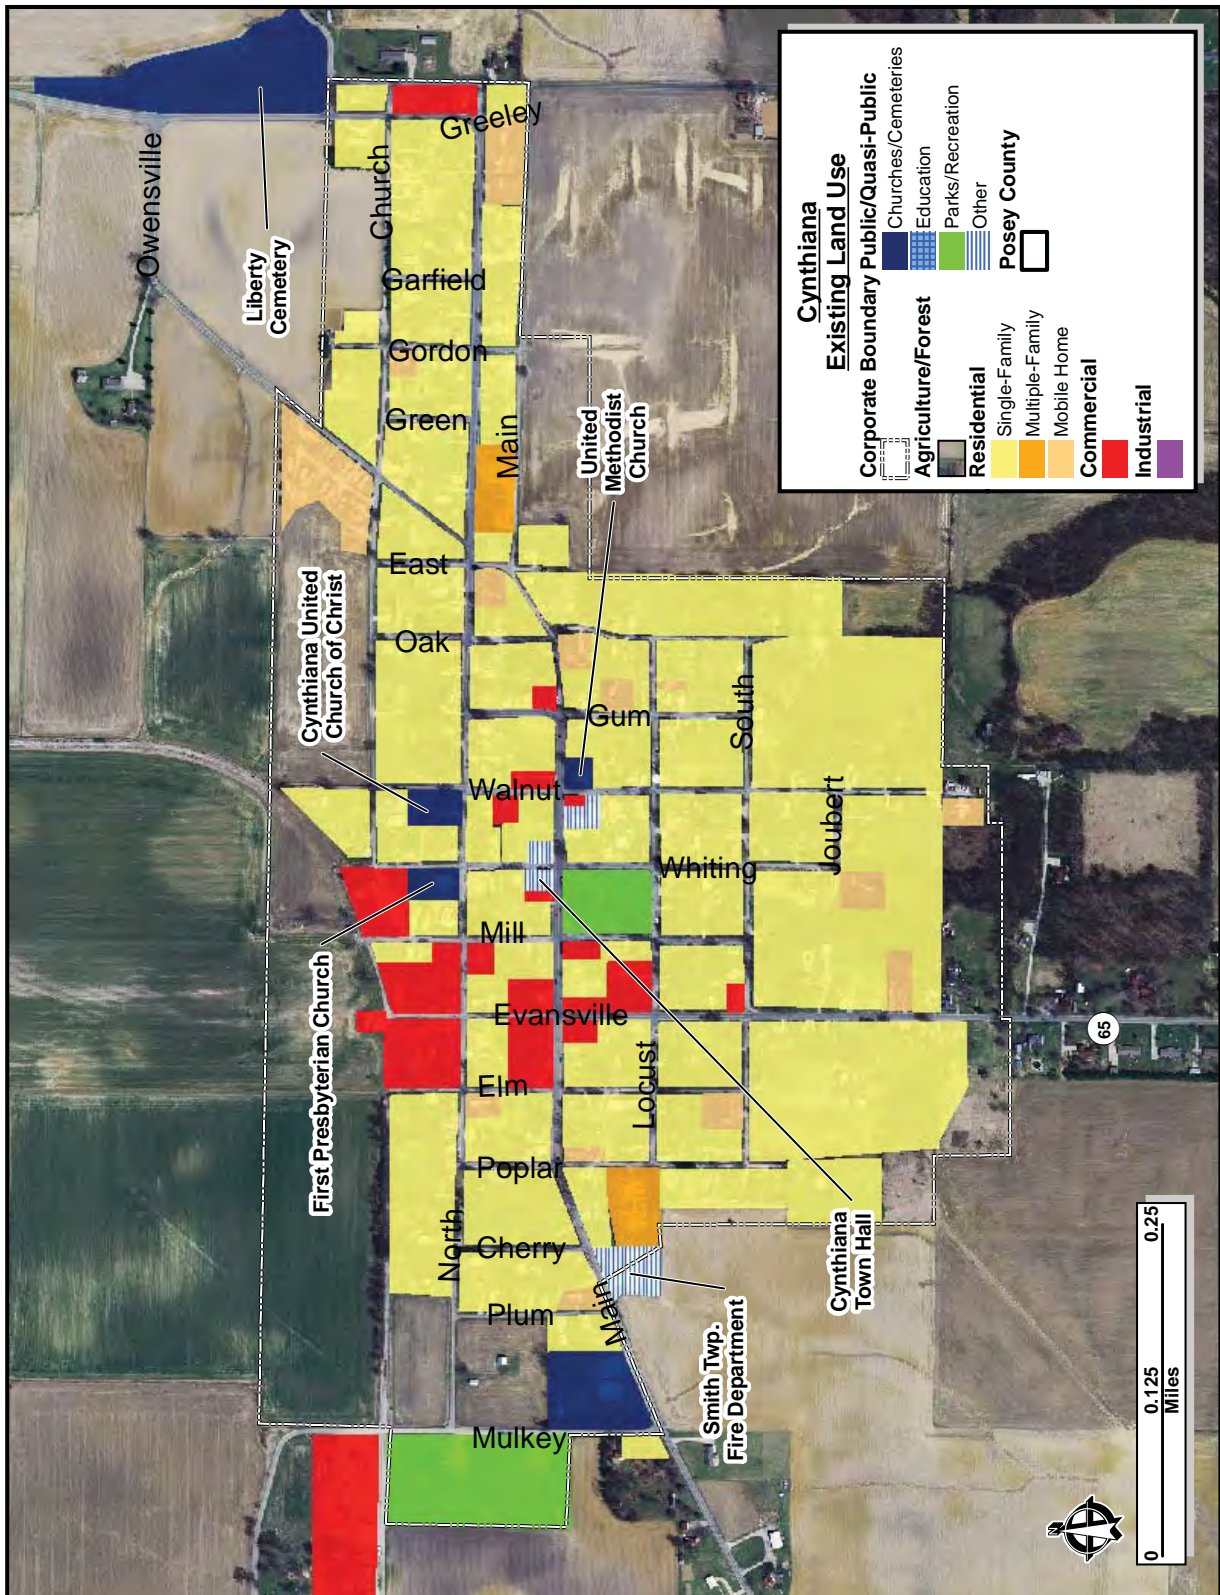 Cynthiana
Existing Land Use
Corporate Boundary
Agriculture/Forest
Residential
Single-Family
Multiple-Family
Mobile Home
Commercial
Industrial
Public/Quasi-Public
Churches/Cemeteries
Education
Parks/Recreation
Other
Posey County
Owensville
Liberty
Cemetery
Church
Greeley
Garfield
Gordon
Green
Main
United
Methodist
Church
East
Oak
Cynthiana United
Church of Christ
Gum
South
Walnut
Joubert
Whiting
Mill
First Presbyterian Church
Evansville
65
Elm
Locust
Poplar
North
Cherry
Cynthiana
Town Hall
Plum
Main
Smith Twp.
Fire Department
Mulkey
N
0 0.125 0.25
Miles